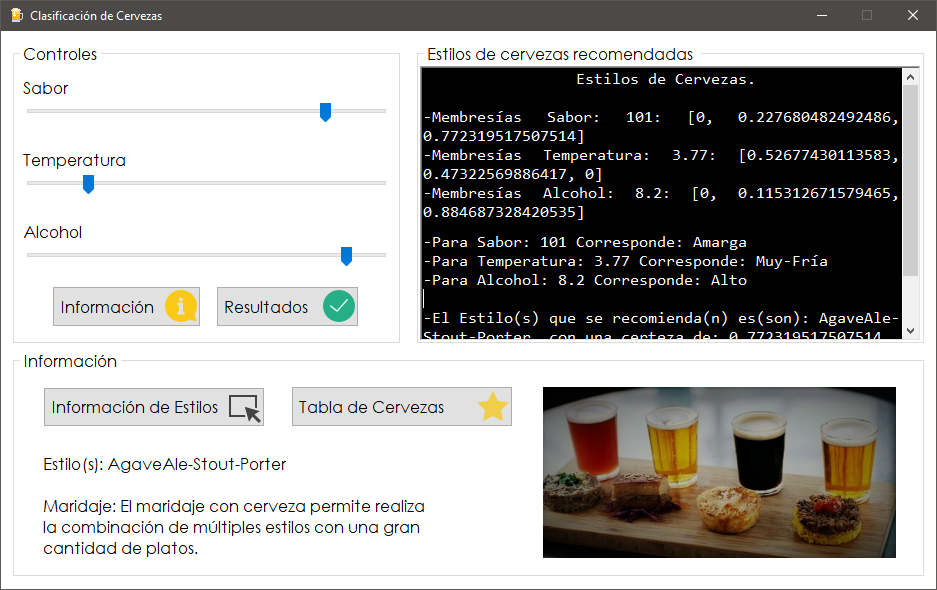 Clasificación de Cervezas
Controles
Sabor
Temperatura
Alcohol
Información
Resultados
Estilos de cervezas recomendadas
Estilos de Cervezas.
-Membresías Sabor: 101: [0, 0.227680482492486,
0.772319517507514]
-Membresías Temperatura: 3.77: [0.52677430113583,
0.47322569886417, 0]
-Membresías Alcohol: 8.2: [0, 0.115312671579465,
0.884687328420535]
-Para Sabor: 101 Corresponde: Amarga
-Para Temperatura: 3.77 Corresponde: Muy-Fría
-Para Alcohol: 8.2 Corresponde: Alto
-El Estilo(s) que se recomienda(n) es(son): AgaveAle-
Stout-Porter, con una certeza de: 0.772319517507514
Información
Información de Estilos
Tabla de Cervezas
Estilo(s): AgaveAle-Stout-Porter
Maridaje: El maridaje con cerveza permite realiza
la combinación de múltiples estilos con una gran
cantidad de platos.